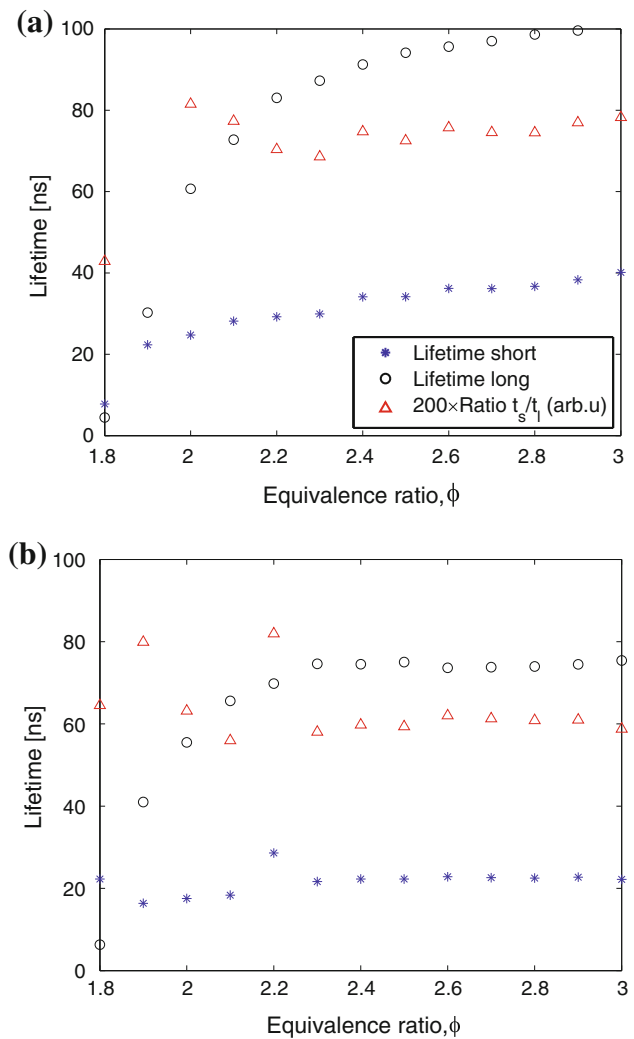 (a)
100
80
60
40
20
0
Lifetime [ns]
Lifetime short
Lifetime long
200×Ratio t_s/t_l (arb.u)
1.8 2 2.2 2.4 2.6 2.8 3
Equivalence ratio,ϕ
(b)
100
80
60
40
20
0
Lifetime [ns]
1.8 2 2.2 2.4 2.6 2.8 3
Equivalence ratio,ϕ